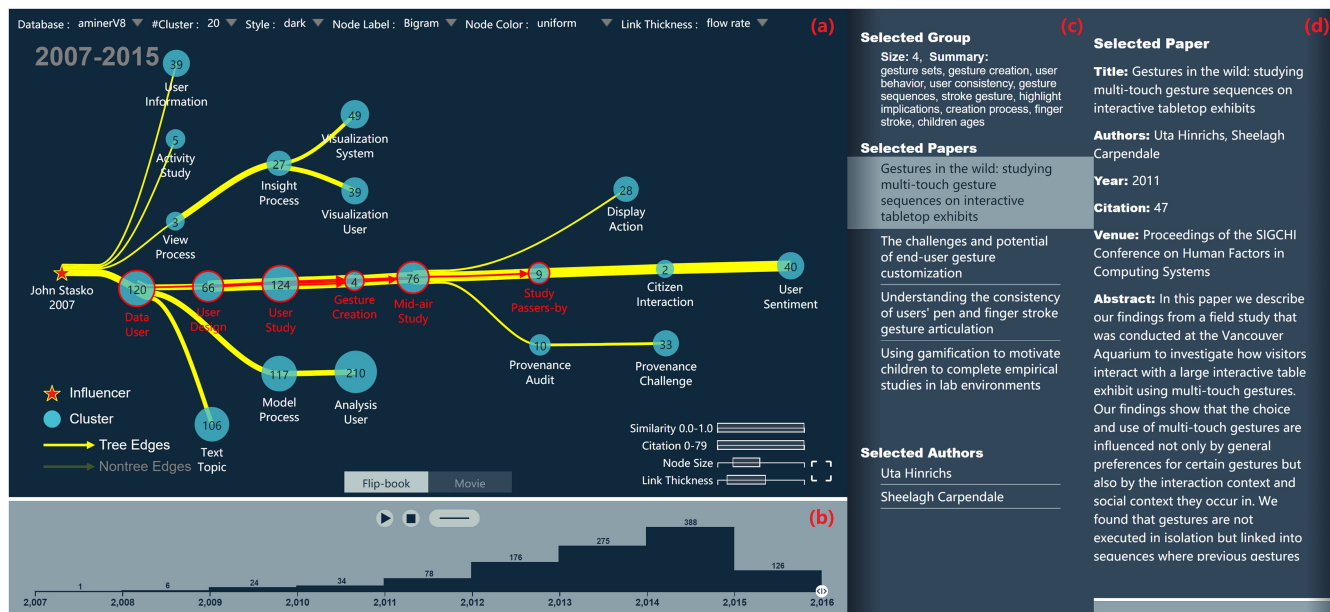 Database : aminerV8 #Cluster : 20 Style : dark Node Label : Bigram Node Color : uniform Link Thickness : flow rate
(a)
2007-2015
39
User
Information
5
Activity
Study
3
View
Process
27
Insight
Process
49
Visualization
System
39
Visualization
User
28
Display
Action
John Stasko
2007
120
Data
User
66
User
Design
124
User
Study
4
Gesture
Creation
76
Mid-air
Study
9
Study
Passers-by
2
Citizen
Interaction
40
User
Sentiment
10
Provenance
Audit
33
Provenance
Challenge
117
Model
Process
210
Analysis
User
106
Text
Topic
Influencer
Cluster
Tree Edges
Nontree Edges
Similarity 0.0-1.0
Citation 0-79
Node Size
Link Thickness
Flip-book Movie
(b)
1 6 24 34 78 176 275 388 126
2,007 2,008 2,009 2,010 2,011 2,012 2,013 2,014 2,015 2,016
(c)
Selected Group
Size: 4, Summary:
gesture sets, gesture creation, user
behavior, user consistency, gesture
sequences, stroke gesture, highlight
implications, creation process, finger
stroke, children ages
Selected Papers
Gestures in the wild: studying
multi-touch gesture
sequences on interactive
tabletop exhibits
The challenges and potential
of end-user gesture
customization
Understanding the consistency
of users' pen and finger stroke
gesture articulation
Using gamification to motivate
children to complete empirical
studies in lab environments
Selected Authors
Uta Hinrichs
Sheelagh Carpendale
(d)
Selected Paper
Title: Gestures in the wild: studying
multi-touch gesture sequences on
interactive tabletop exhibits
Authors: Uta Hinrichs, Sheelagh
Carpendale
Year: 2011
Citation: 47
Venue: Proceedings of the SIGCHI
Conference on Human Factors in
Computing Systems
Abstract: In this paper we describe
our findings from a field study that
was conducted at the Vancouver
Aquarium to investigate how visitors
interact with a large interactive table
exhibit using multi-touch gestures.
Our findings show that the choice
and use of multi-touch gestures are
influenced not only by general
preferences for certain gestures but
also by the interaction context and
social context they occur in. We
found that gestures are not
executed in isolation but linked into
sequences where previous gestures